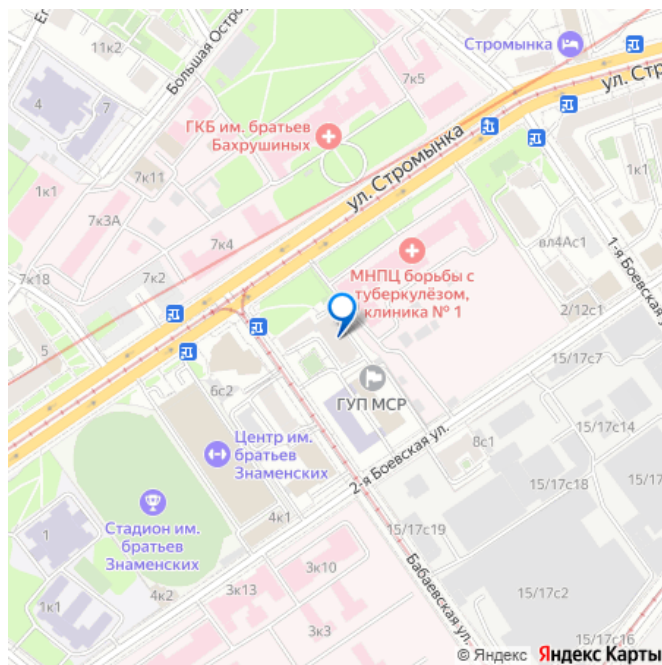 11к2
Большая Остро
Стромынка
ул. Стр
4
7
7к5
ГКБ им. братьев
Бахрушиных
ул. Стромынка
7к11
1к1
7к3А
1к1
7к4
вл4Ас1
1-я Боевская у
7к18
7к2
МНПЦ борьбы с
туберкулёзом,
клиника № 1
2/12с1
5
15/17с7
6с2
ГУП МСР
15/17с14
Центр им.
братьев
Знаменских
8с1
2-я Боевская ул.
15/17с18
Стадион им.
братьев
Знаменских
4к1
15/17с19
1
Бабаевская ул.
3к10
4к2
3к13
15/17с2
1к1
3к3
15/17с16
© Яндекс Яндекс Карты